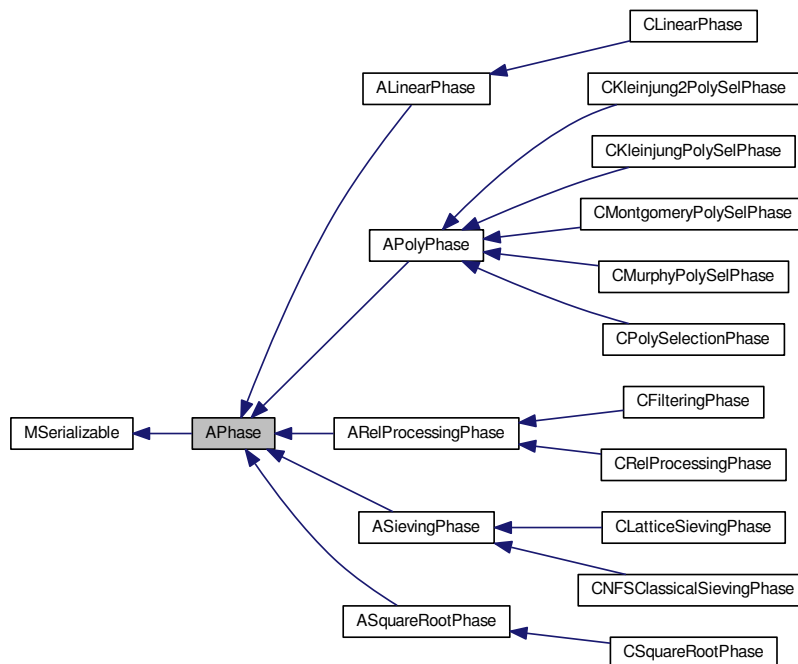 CLinearPhase
ALinearPhase
CKleinjung2PolySelPhase
CKleinjungPolySelPhase
CMontgomeryPolySelPhase
APolyPhase
CMurphyPolySelPhase
CPolySelectionPhase
CFilteringPhase
MSerializable
APhase
ARelProcessingPhase
CRelProcessingPhase
ASievingPhase
CLatticeSievingPhase
CNFSClassicalSievingPhase
ASquareRootPhase
CSquareRootPhase